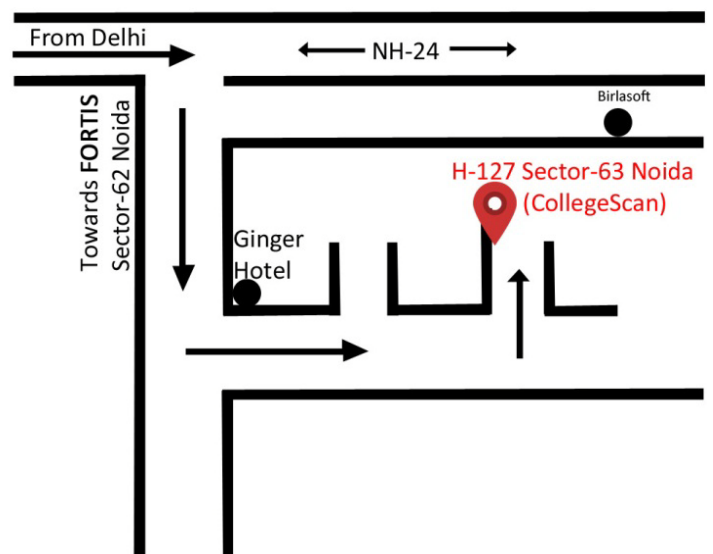 From Delhi
NH-24
Birlasoft
Towards FORTIS
Sector-62 Noida
H-127 Sector-63 Noida
(CollegeScan)
Ginger
Hotel